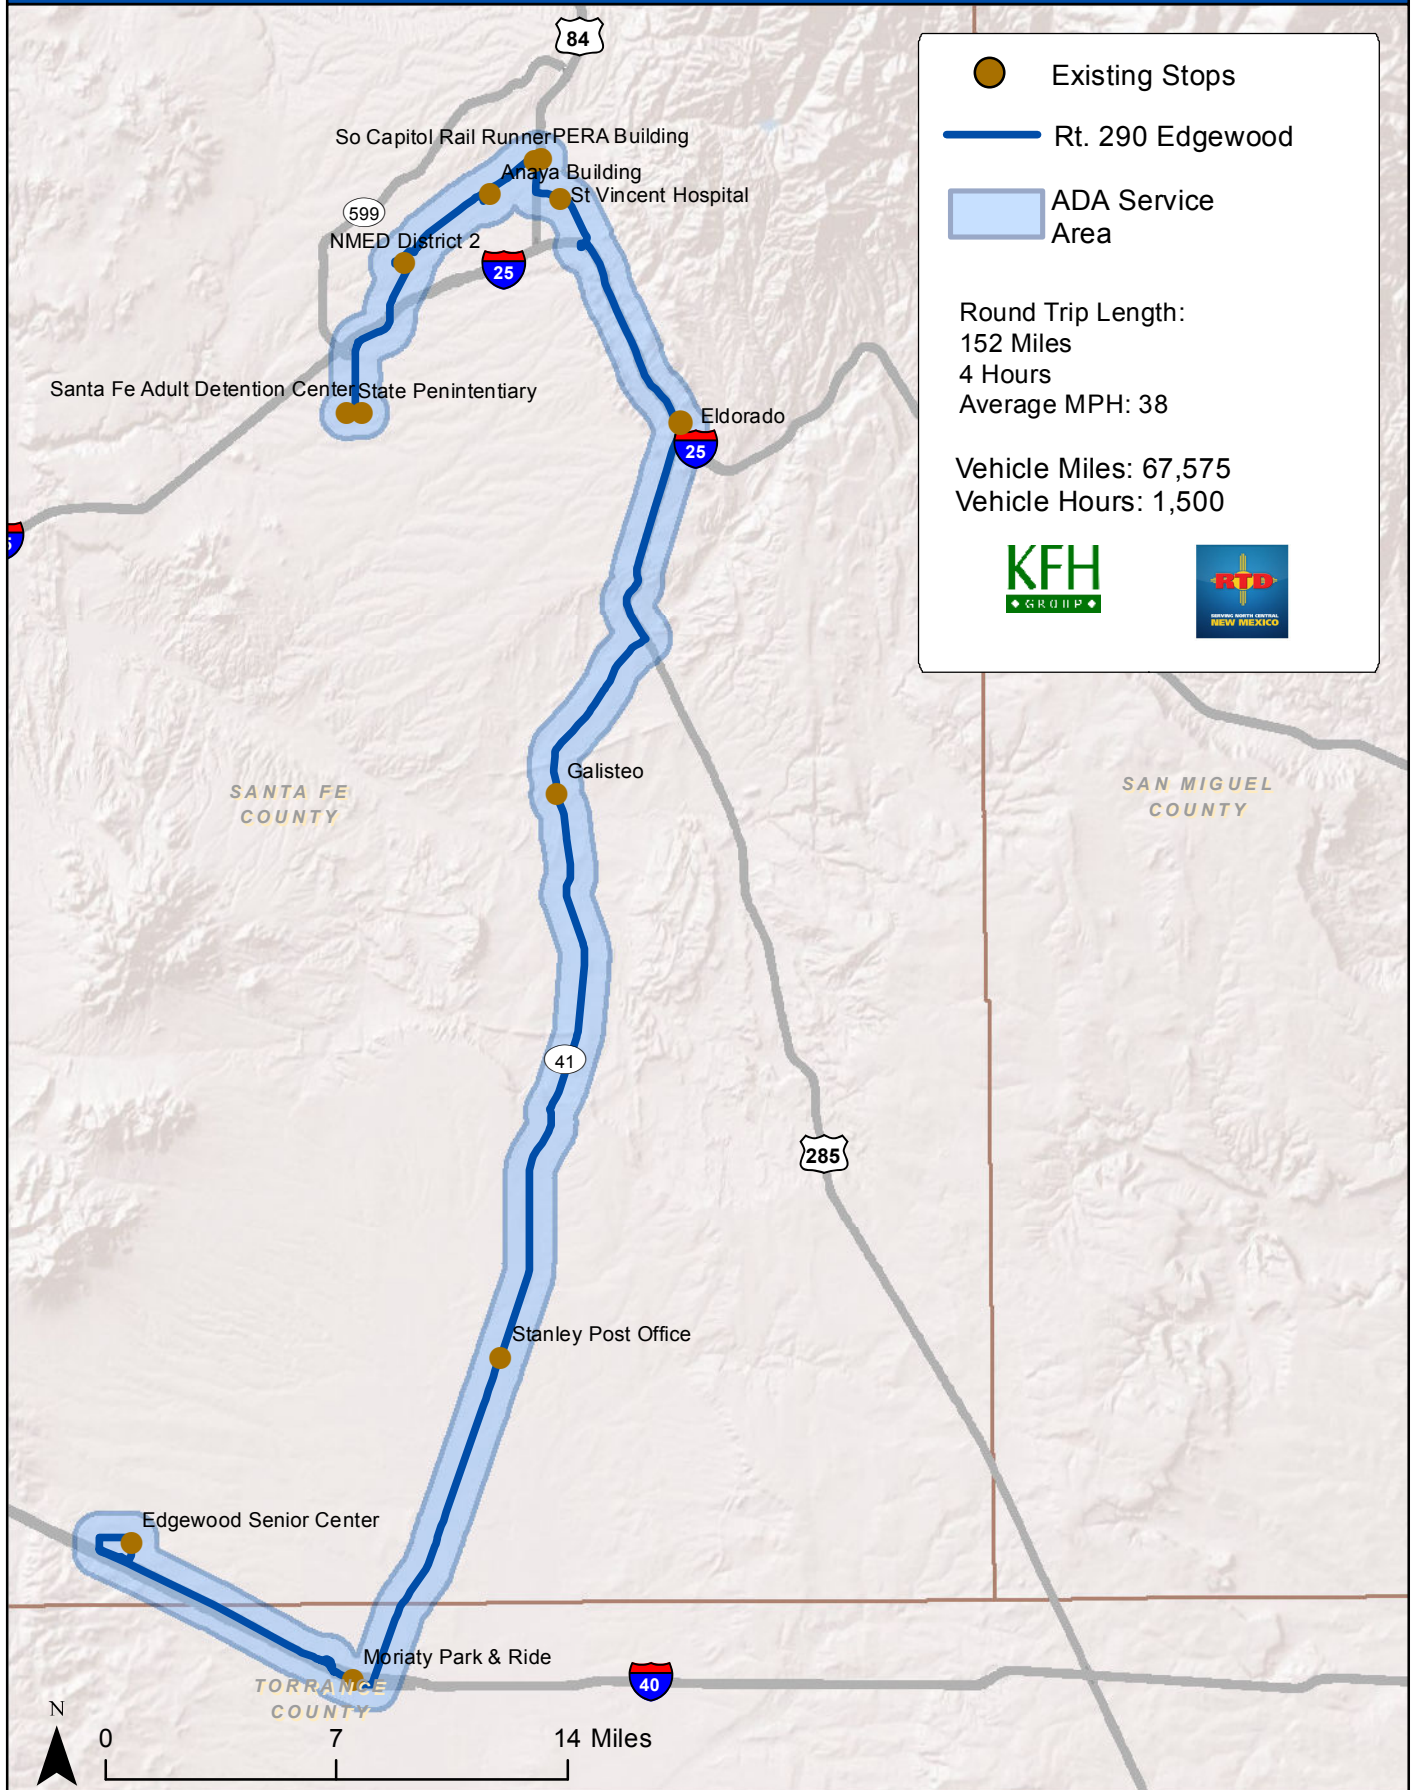 84
So Capitol Rail Runner
PERA Building
Anaya Building
St Vincent Hospital
599
NMED District 2
25
Santa Fe Adult Detention Center
State Penintentiary
Eldorado
25
Existing Stops
Rt. 290 Edgewood
ADA Service
Area
Round Trip Length:
152 Miles
4 Hours
Average MPH: 38
Vehicle Miles: 67,575
Vehicle Hours: 1,500
KFH
GROUP
RTD
SERVING NORTH CENTRAL
NEW MEXICO
5
Galisteo
SANTA FE
COUNTY
SAN MIGUEL
COUNTY
41
285
Stanley Post Office
Edgewood Senior Center
Moriaty Park & Ride
TORRANCE
COUNTY
40
N
0 7 14 Miles